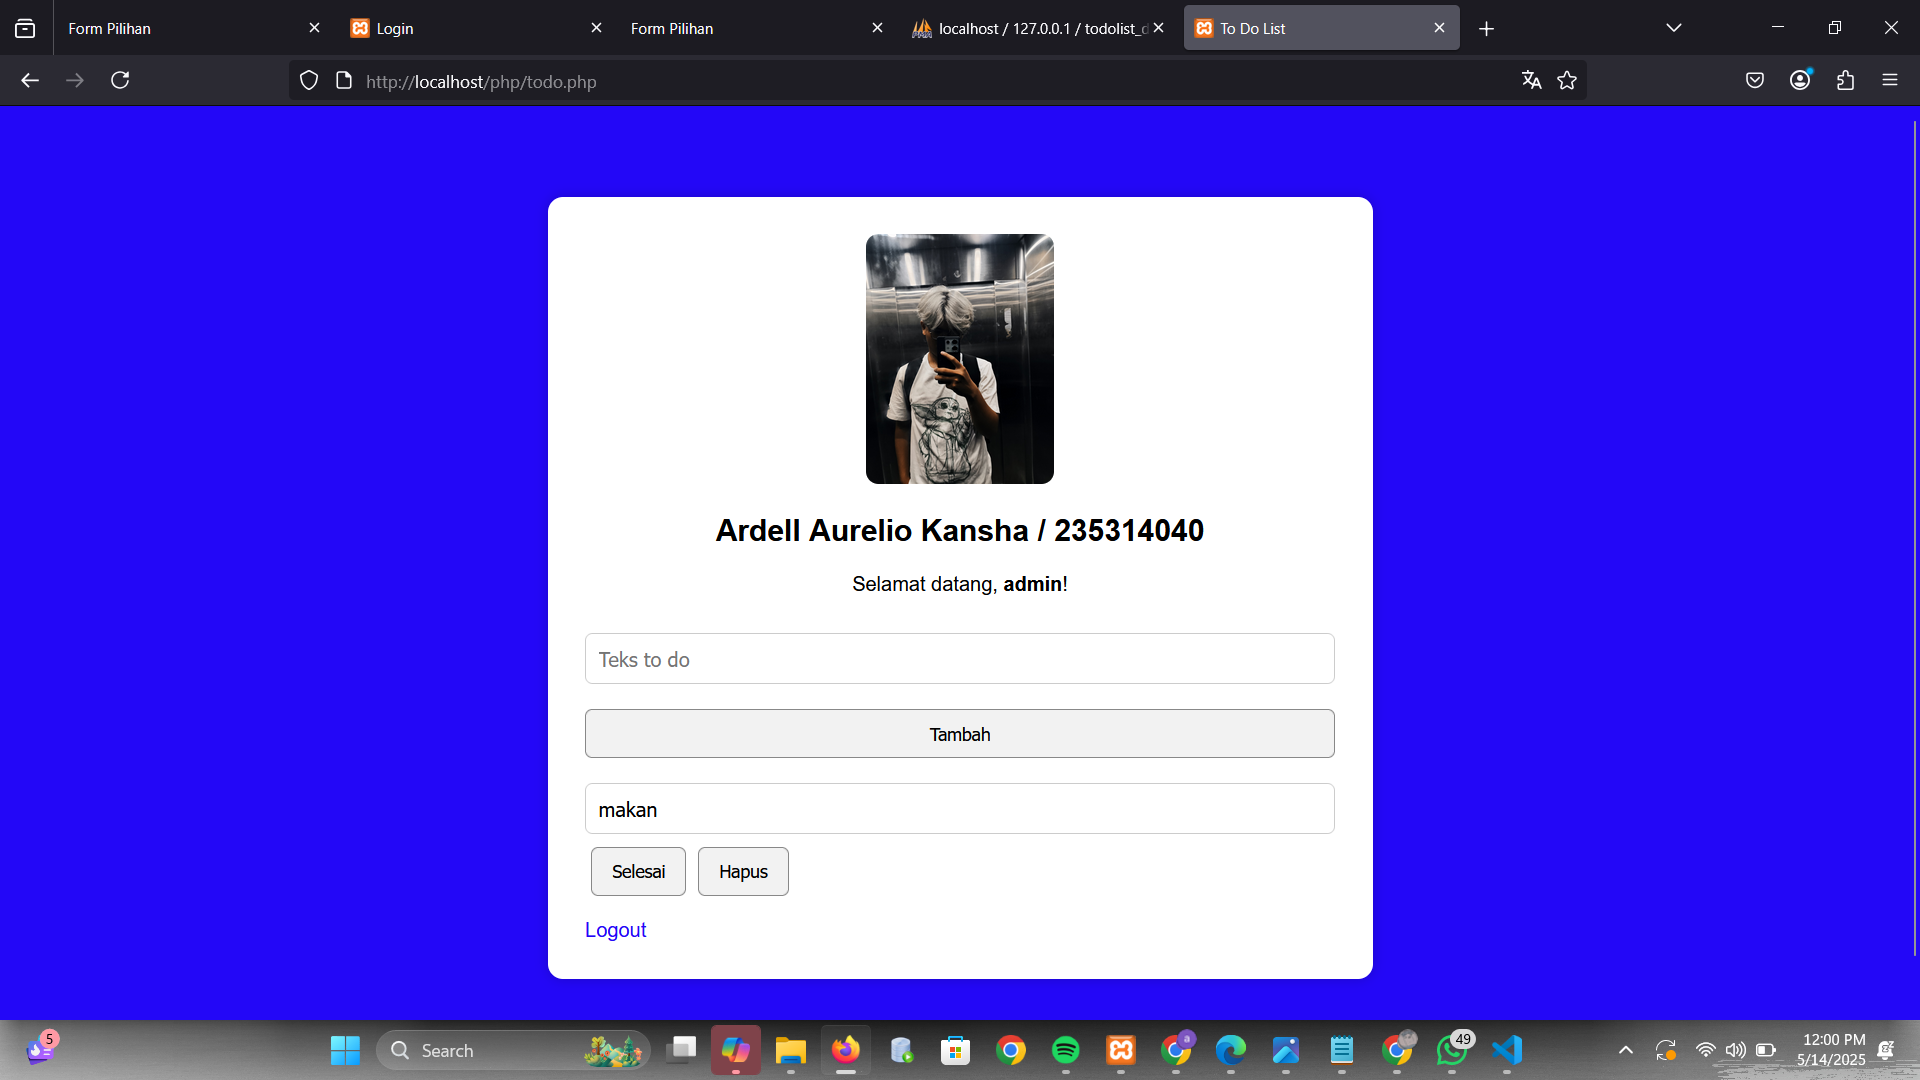 Form Pilihan
Login
Form Pilihan
localhost / 127.0.0.1 / todolist_d
To Do List
http://localhost/php/todo.php
Ardell Aurelio Kansha / 235314040
Selamat datang, admin!
Teks to do
Tambah
makan
Selesai Hapus
Logout
5
Search
49
12:00 PM
5/14/2025